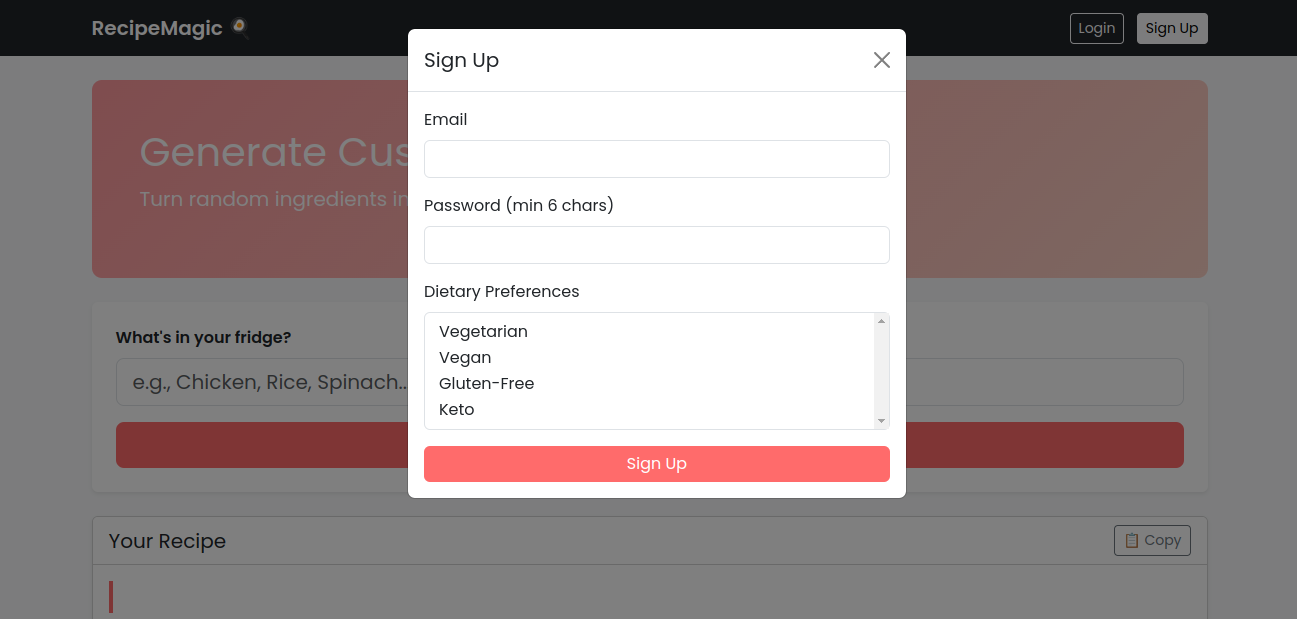 RecipeMagic 🍳
Login
Sign Up
Sign Up
Email
Password (min 6 chars)
Dietary Preferences
Vegetarian
Vegan
Gluten-Free
Keto
Sign Up
Generate Cus
Turn random ingredients in
What's in your fridge?
e.g., Chicken, Rice, Spinach..
Your Recipe
📋 Copy